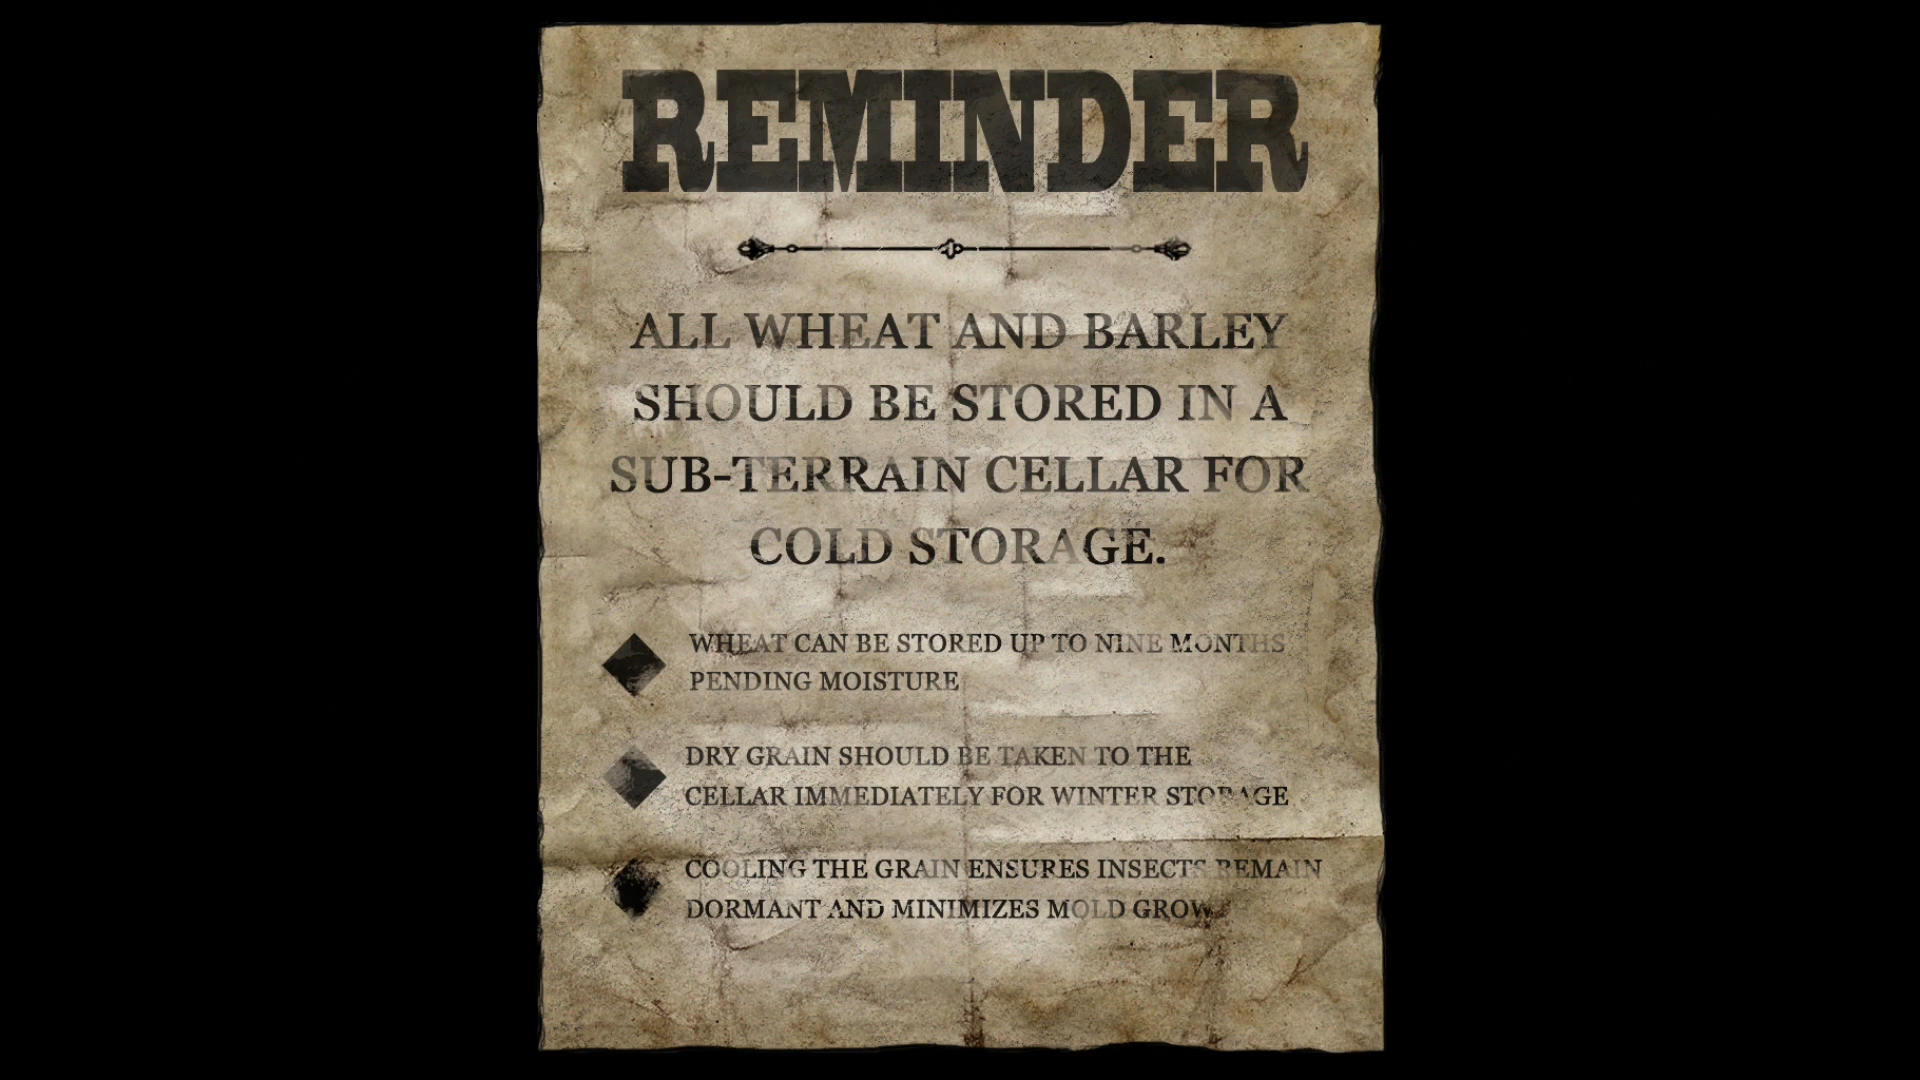 REMINDER
ALL WHEAT AND BARLEY
SHOULD BE STORED IN A
SUB-TERRAIN CELLAR FOR
COLD STORAGE.
WHEAT CAN BE STORED UP TO NINE MONTHS
PENDING MOISTURE
DRY GRAIN SHOULD BE TAKEN TO THE
CELLAR IMMEDIATELY FOR WINTER STORAGE
COOLING THE GRAIN ENSURES INSECTS REMAIN
DORMANT AND MINIMIZES MOLD GROW